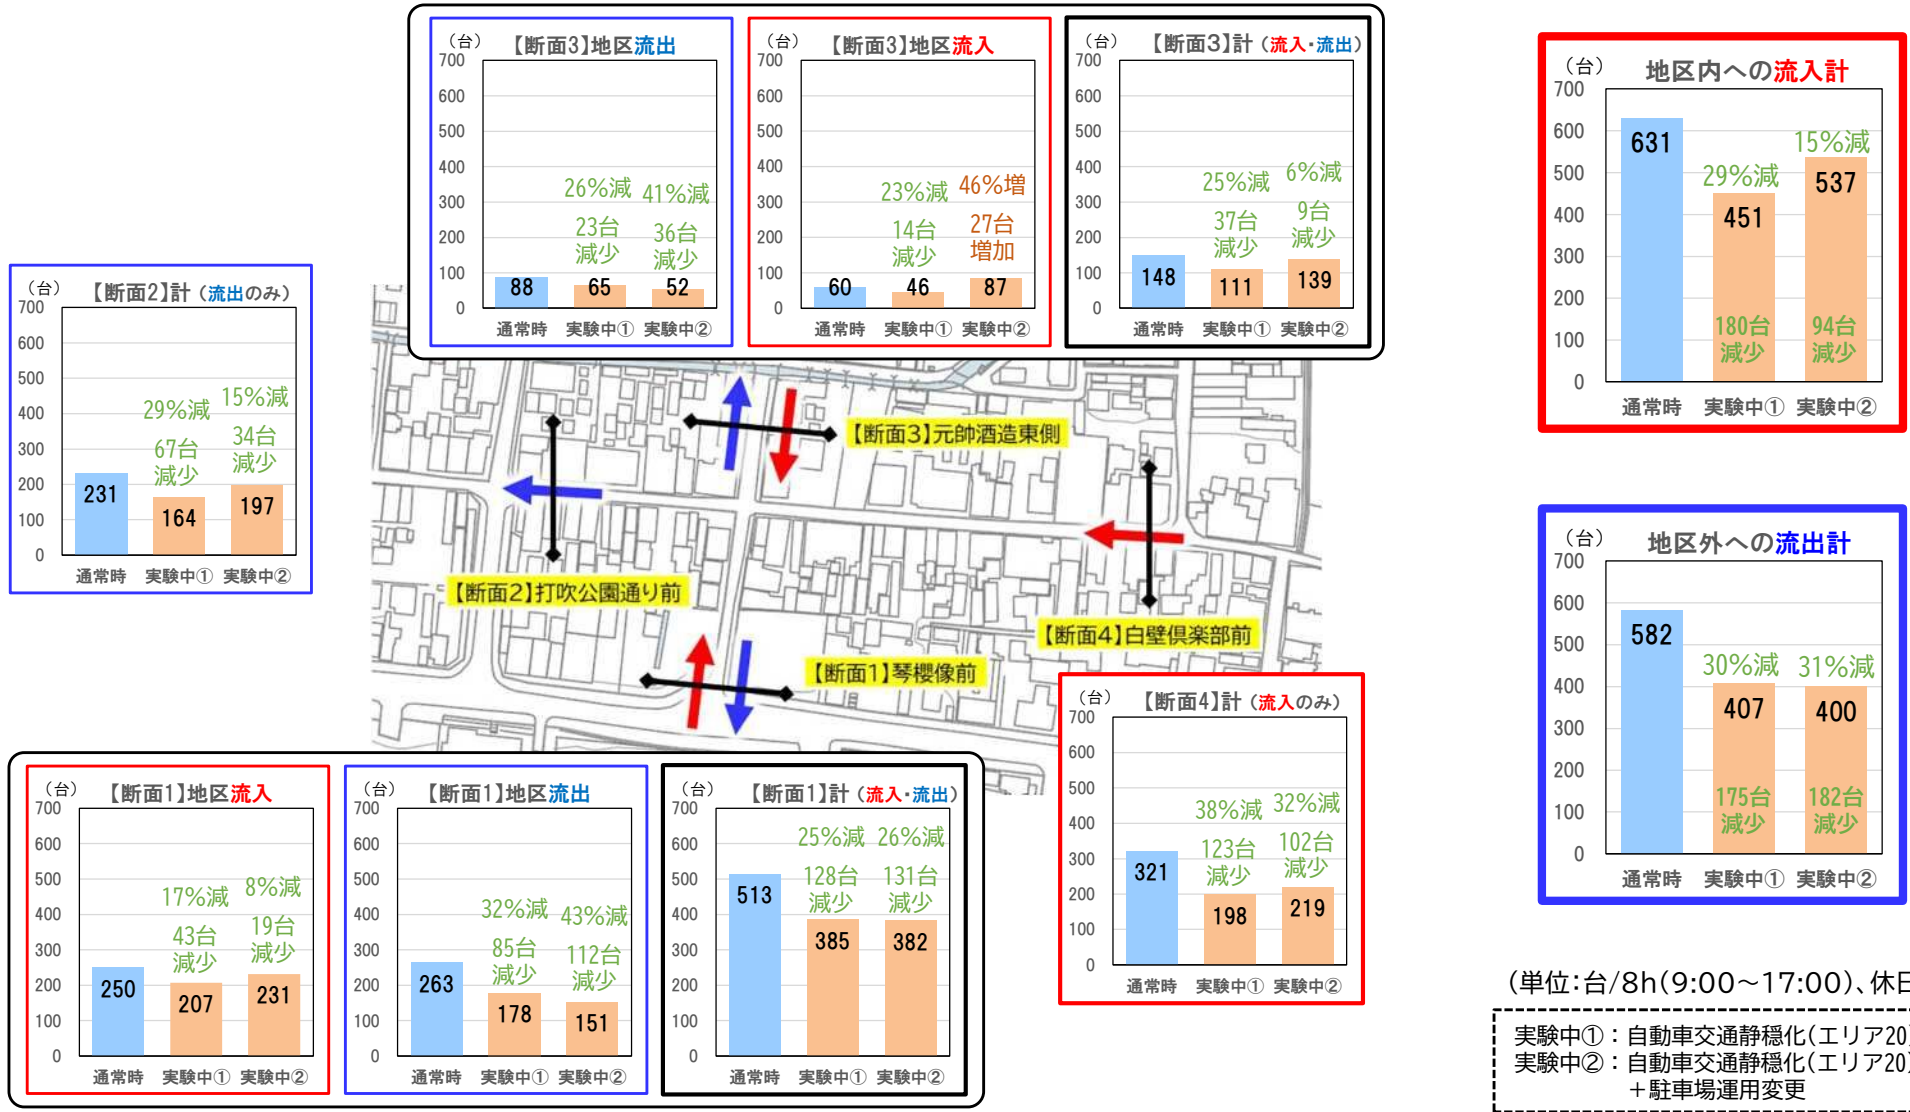 (台) 【断面3】地区流出
700
600
500
400
300
200
100
0
26%減 41%減
23台 減少
36台 減少
88 65 52
通常時 実験中① 実験中②
(台) 【断面3】地区流入
700
600
500
400
300
200
100
0
23%減 46%増
14台 減少
27台 増加
60 46 87
通常時 実験中① 実験中②
(台) 【断面3】計(流入・流出)
700
600
500
400
300
200
100
0
25%減 6%減
37台 減少
9台 減少
148 111 139
通常時 実験中① 実験中②
(台) 地区内への流入計
700
600
500
400
300
200
100
0
29%減 15%減
631 451 537
180台 減少
94台 減少
通常時 実験中① 実験中②
(台) 【断面2】計(流出のみ)
700
600
500
400
300
200
100
0
29%減 15%減
67台 減少
34台 減少
231 164 197
通常時 実験中① 実験中②
【断面3】元帥酒造東側
【断面2】打吹公園通り前
【断面4】白壁倶楽部前
【断面1】琴櫻像前
(台) 地区外への流出計
700
600
500
400
300
200
100
0
30%減 31%減
582 407 400
175台 減少
182台 減少
通常時 実験中① 実験中②
(台) 【断面4】計(流入のみ)
700
600
500
400
300
200
100
0
38%減 32%減
123台 減少
102台 減少
321 198 219
通常時 実験中① 実験中②
(台) 【断面1】地区流入
700
600
500
400
300
200
100
0
17%減 8%減
43台 減少
19台 減少
250 207 231
通常時 実験中① 実験中②
(台) 【断面1】地区流出
700
600
500
400
300
200
100
0
32%減 43%減
85台 減少
112台 減少
263 178 151
通常時 実験中① 実験中②
(台) 【断面1】計(流入・流出)
700
600
500
400
300
200
100
0
25%減 26%減
128台 減少
131台 減少
513 385 382
通常時 実験中① 実験中②
(単位:台/8h(9:00~17:00)、休日
実験中①:自動車交通静穏化(エリア20)
実験中②:自動車交通静穏化(エリア20)
+駐車場運用変更